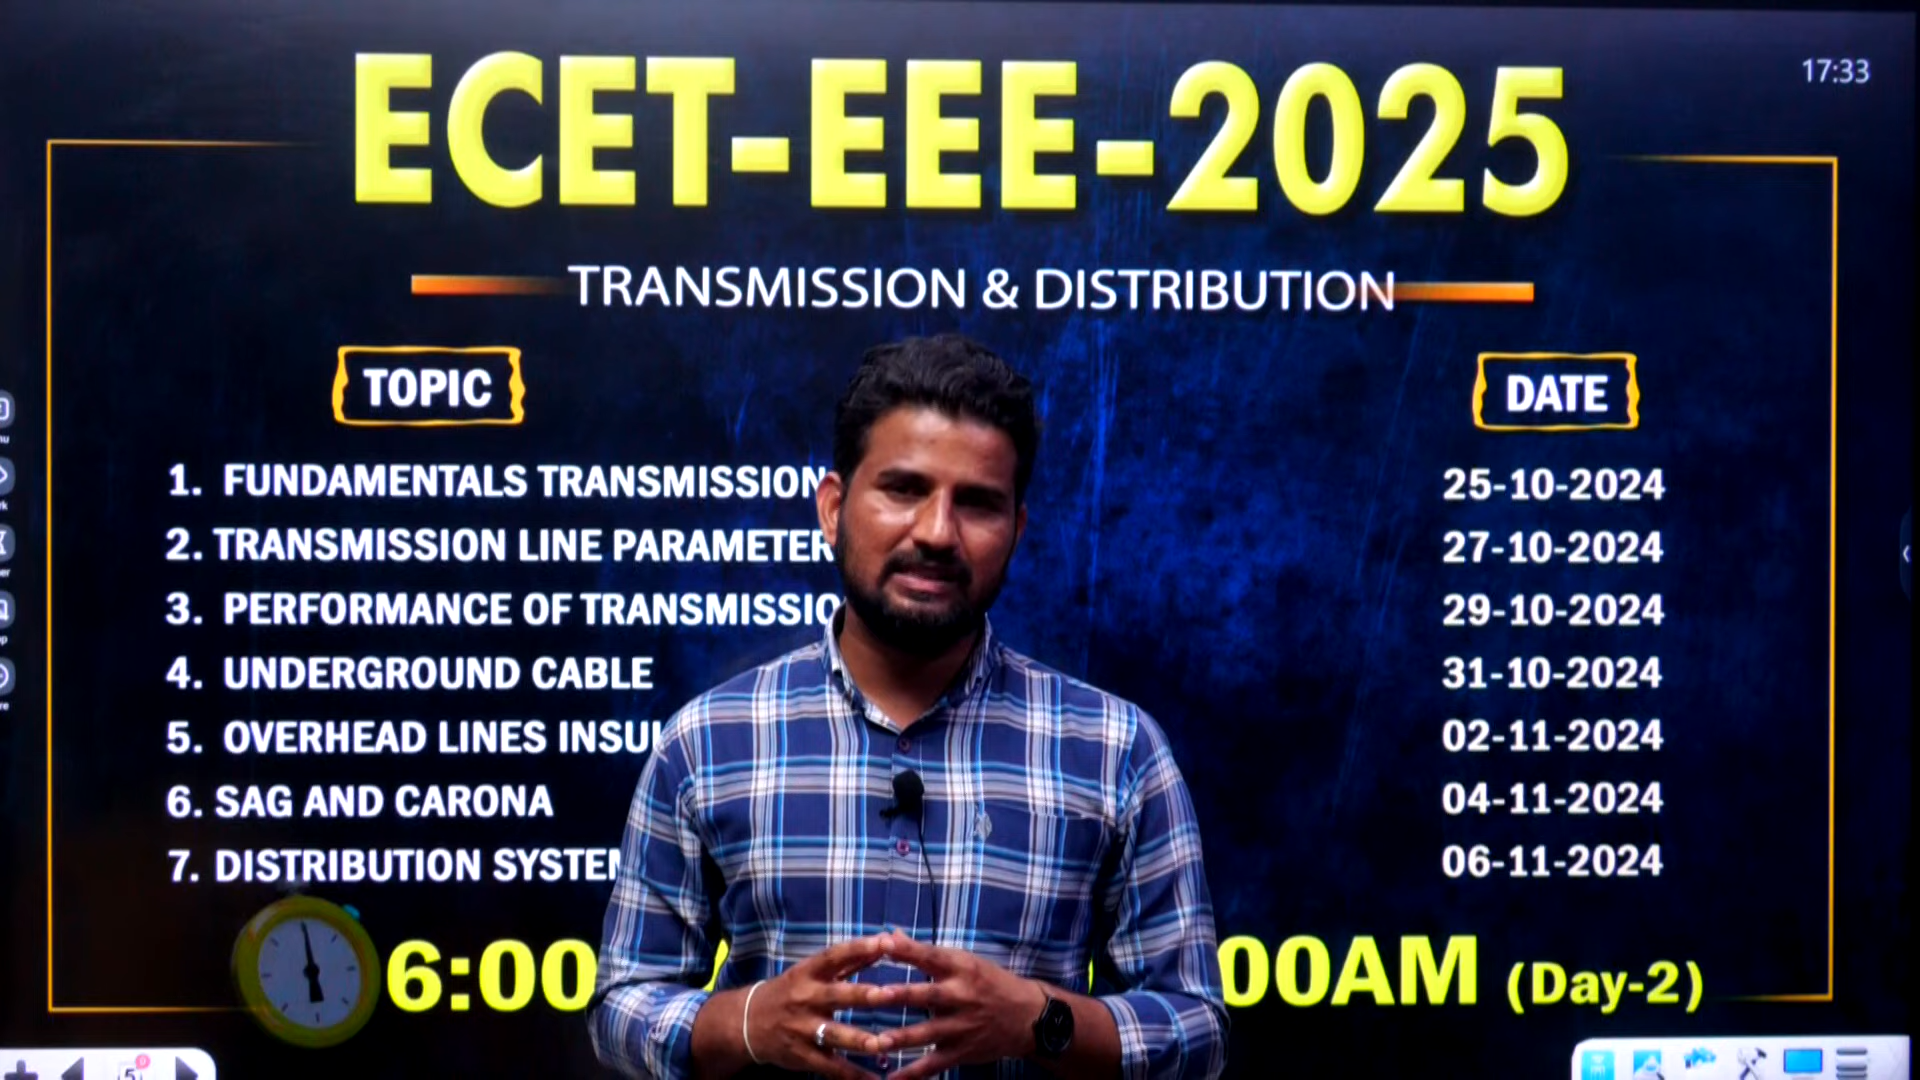 ECET-EEE-2025
17:33
TRANSMISSION & DISTRIBUTION
TOPIC
DATE
1. FUNDAMENTALS TRANSMISSION 25-10-2024
2. TRANSMISSION LINE PARAMETER 27-10-2024
3. PERFORMANCE OF TRANSMISSIO 29-10-2024
4. UNDERGROUND CABLE 31-10-2024
5. OVERHEAD LINES 02-11-2024
6. SAG AND CARONA 04-11-2024
7. DISTRIBUTION SYSTEM 06-11-2024
6:00 00AM (Day-2)
5
9